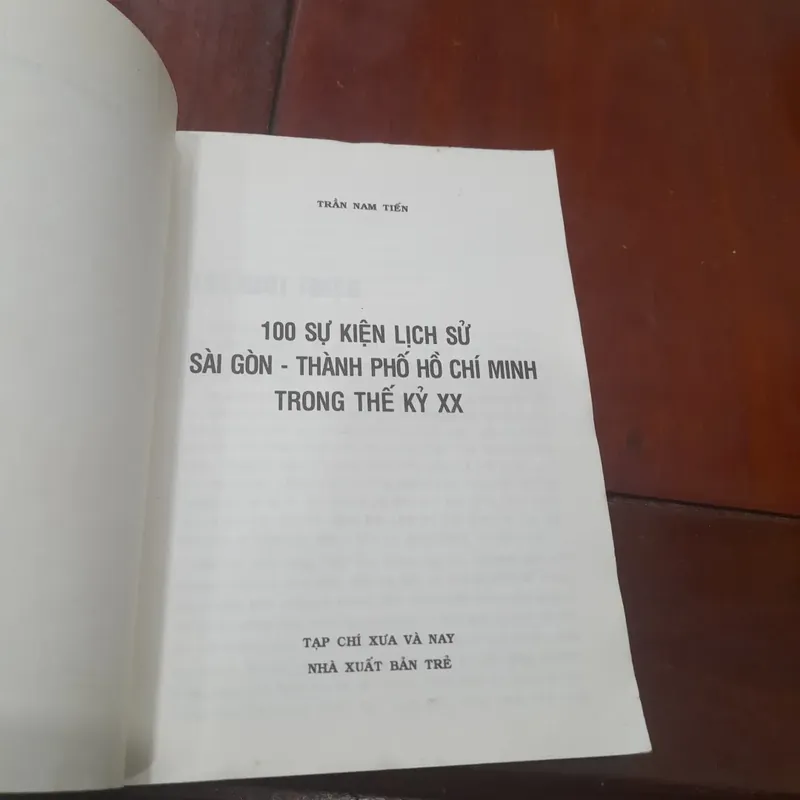 TRẦN NAM TIẾN
100 SỰ KIỆN LỊCH SỬ
SÀI GÒN - THÀNH PHỐ HỒ CHÍ MINH
TRONG THẾ KỶ XX
TẠP CHÍ XƯA VÀ NAY
NHÀ XUẤT BẢN TRẺ